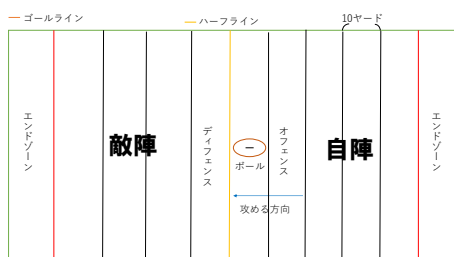 ゴールライン
ハーフライン
10ヤード
エンドゾーン
敵陣
ディフェンス
ボール
オフェンス
自陣
エンドゾーン
攻める方向